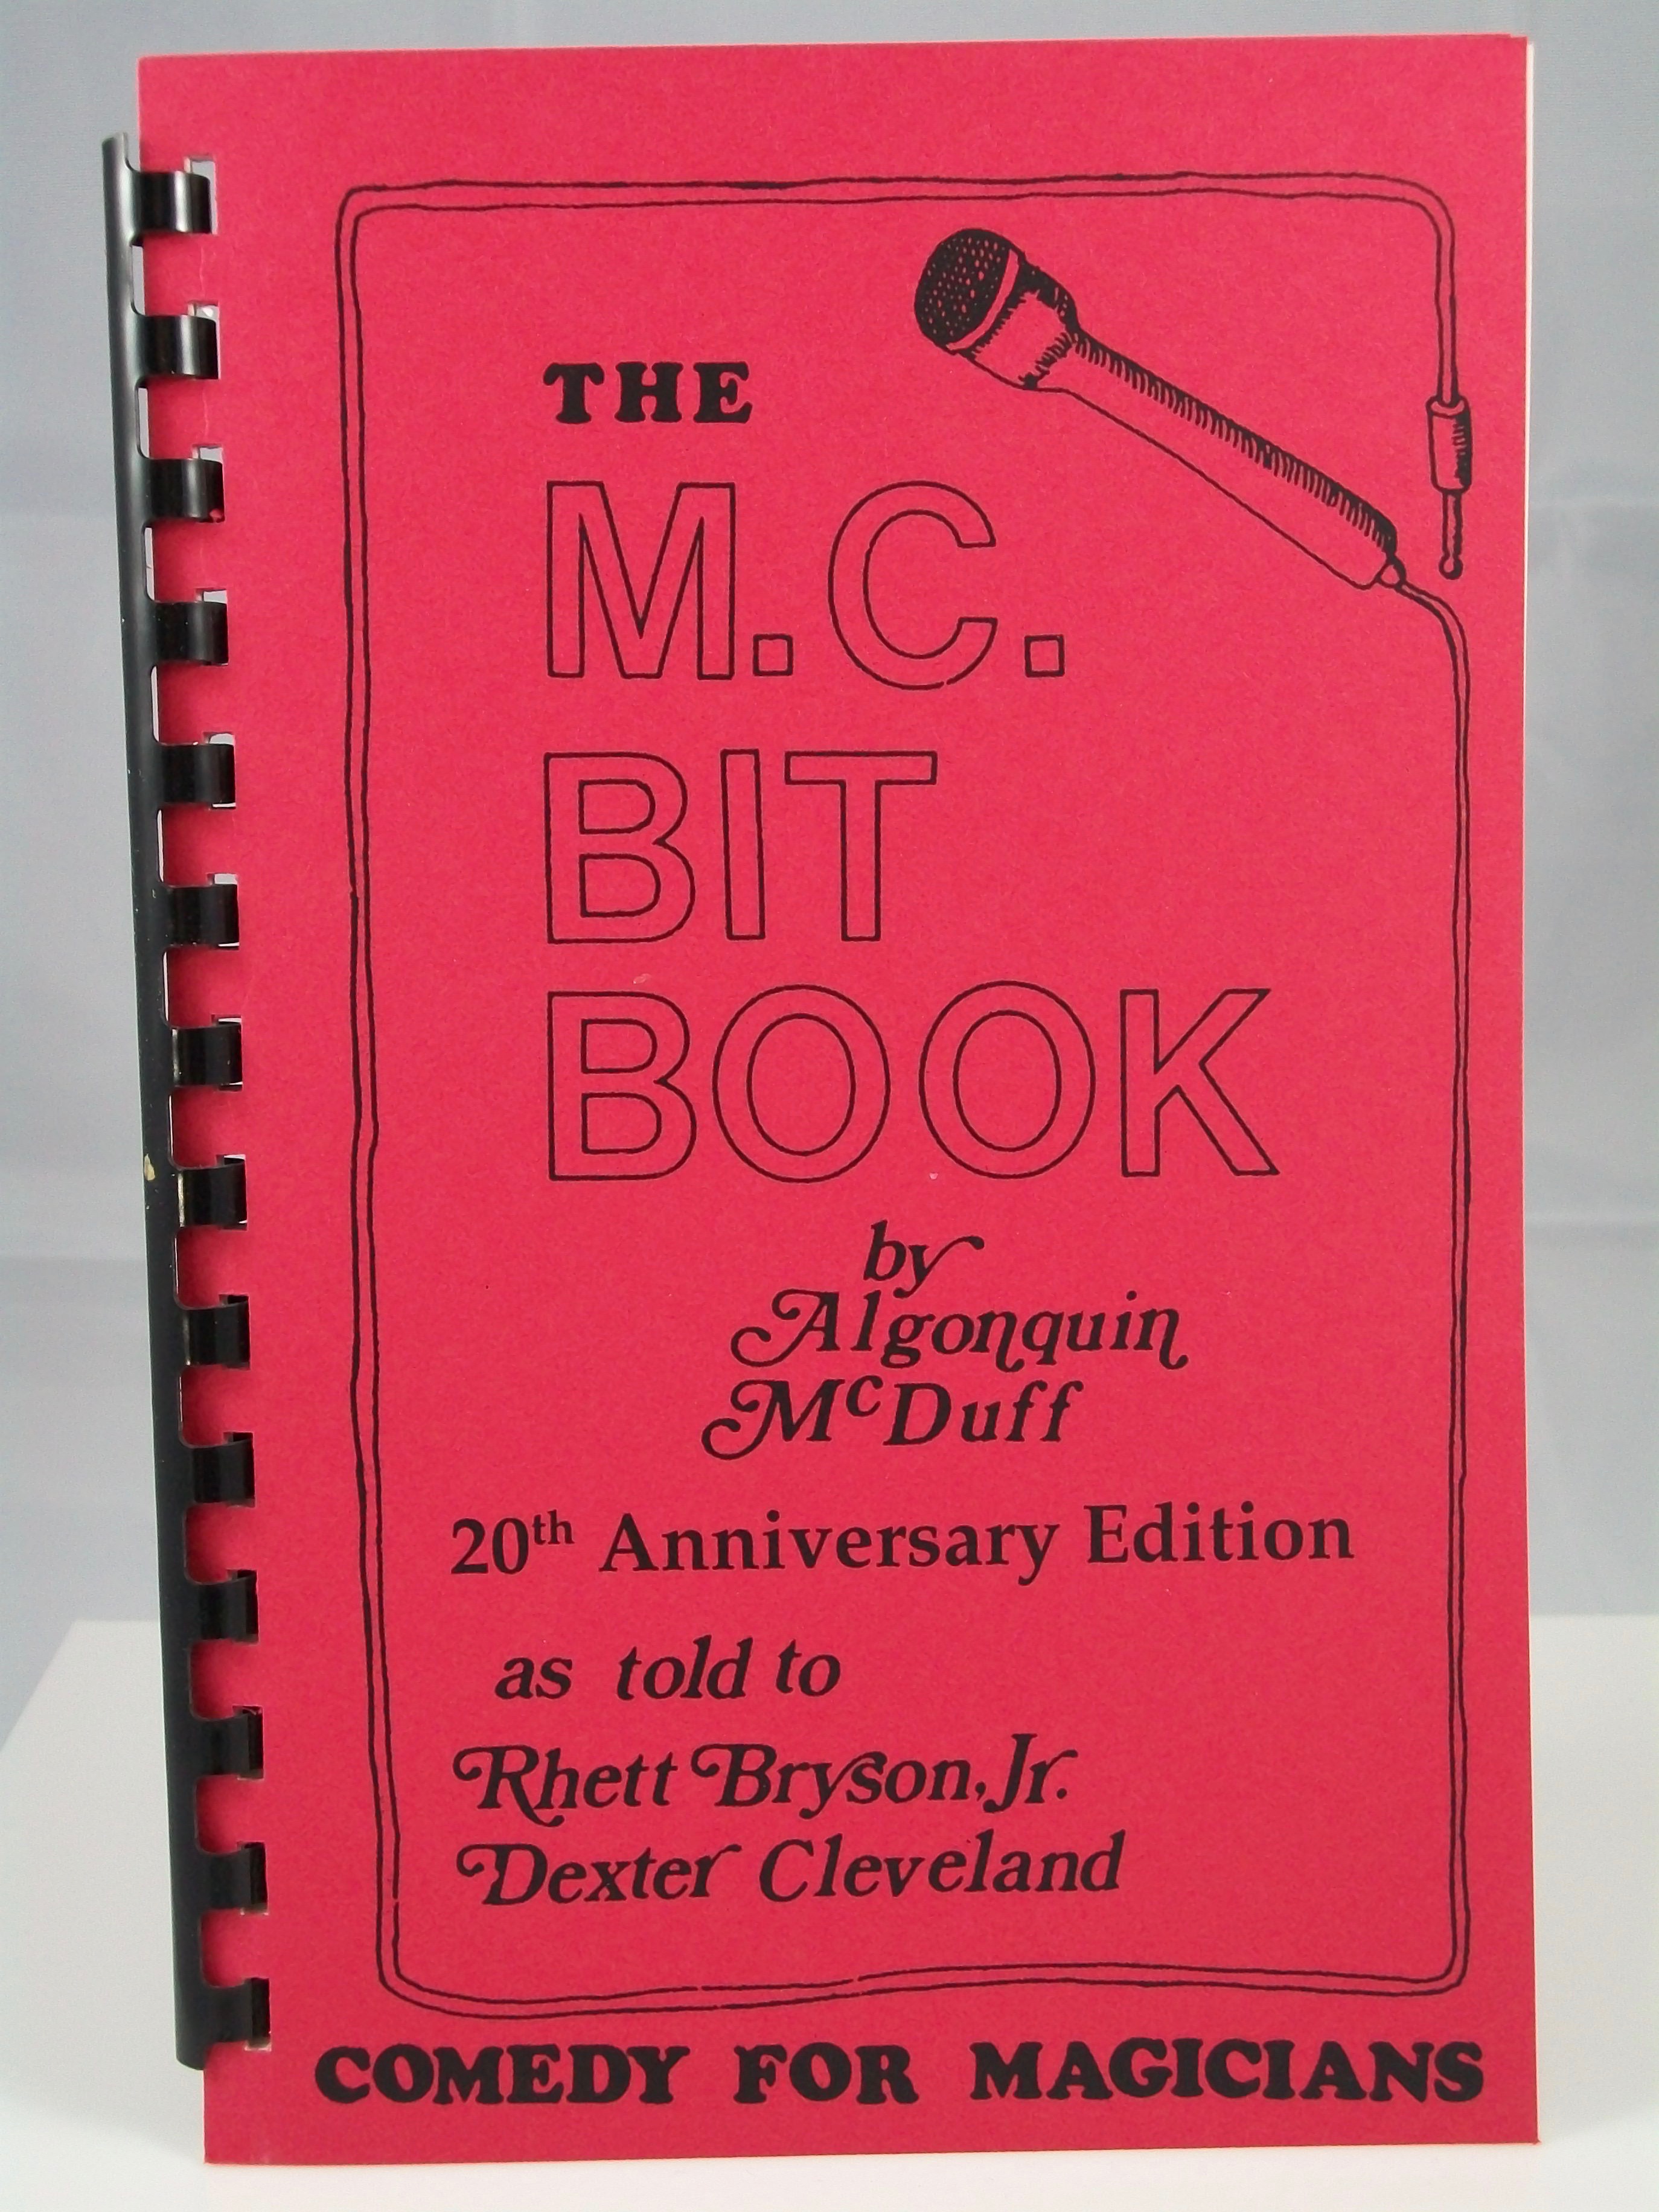 THE
M.C.
BIT
BOOK
by
Algonquin
McDuff
20th Anniversary Edition
as told to
Rhett Bryson, Jr.
Dexter Cleveland
COMEDY FOR MAGICIANS